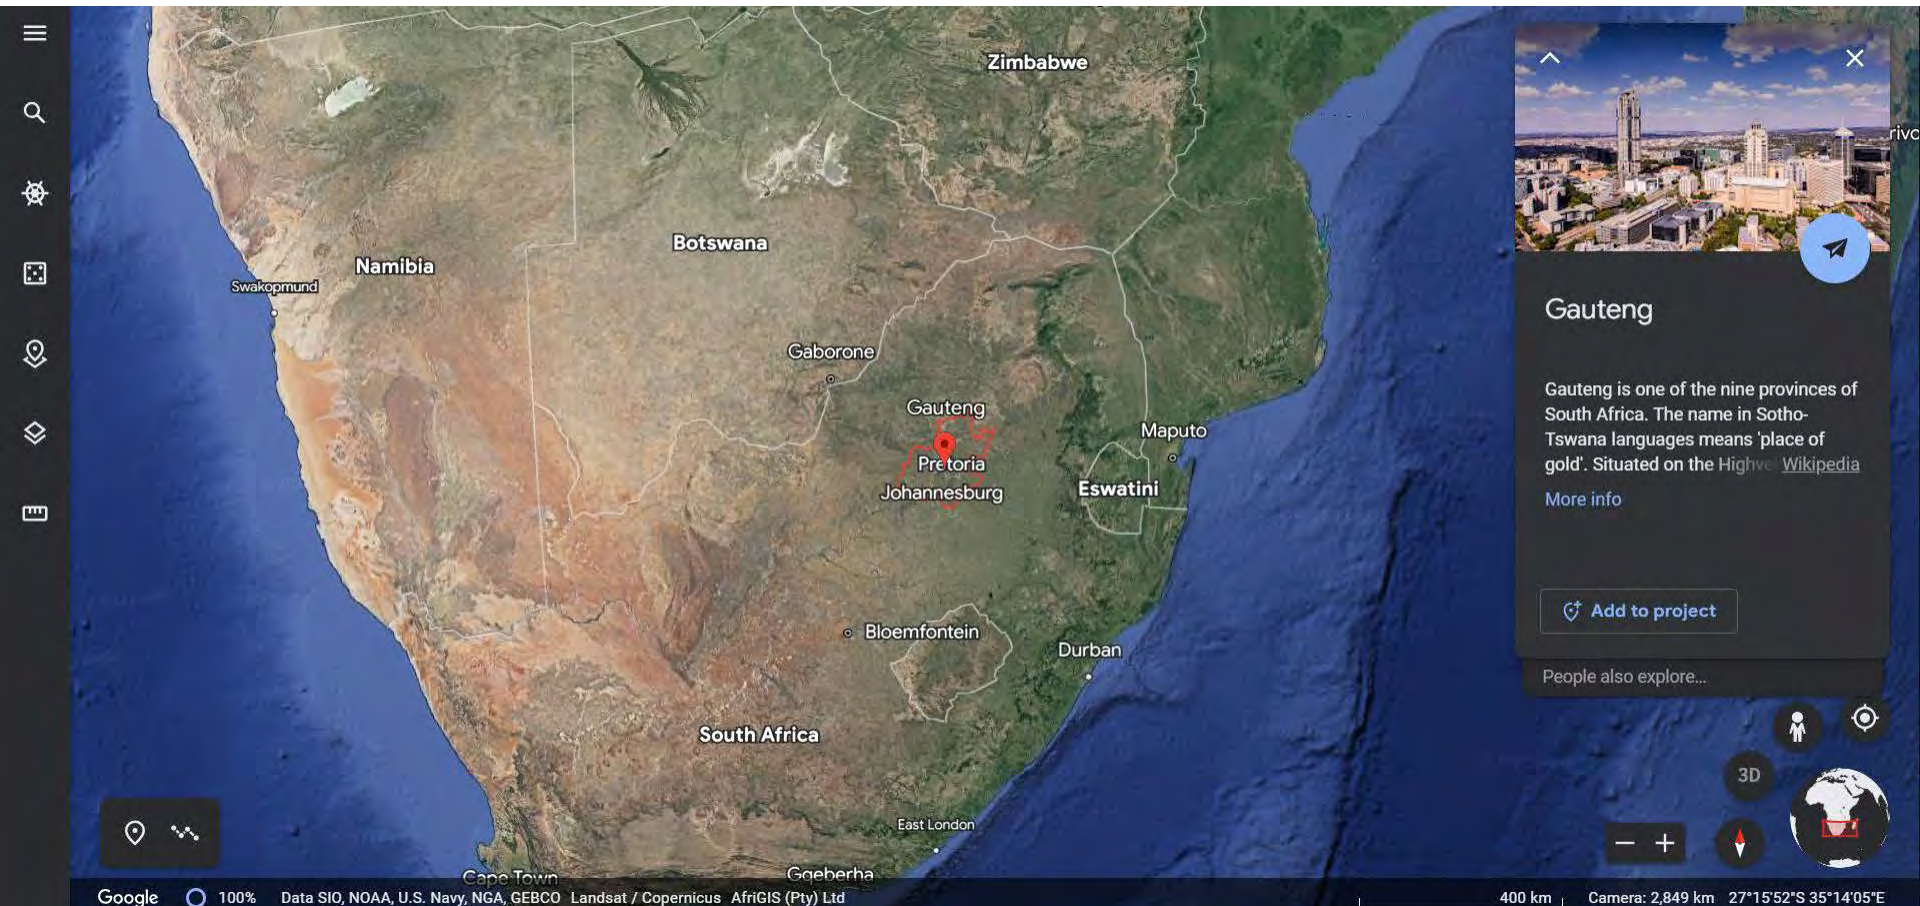 Zimbabwe
Botswana
Namibia
Swakopmund
Gaborone
Gauteng
Pretoria
Johannesburg
Maputo
Eswatini
Bloemfontein
Durban
South Africa
East London
Gqeberha
Cape Town
Gauteng
Gauteng is one of the nine provinces of
South Africa. The name in Sotho-
Tswana languages means 'place of
gold'. Situated on the Highve Wikipedia
More info
Add to project
People also explore...
3D
Google 100% Data SIO, NOAA, U.S. Navy, NGA, GEBCO Landsat / Copernicus AfriGIS (Pty) Ltd 400 km Camera: 2,849 km 27°15'52"S 35°14'05"E